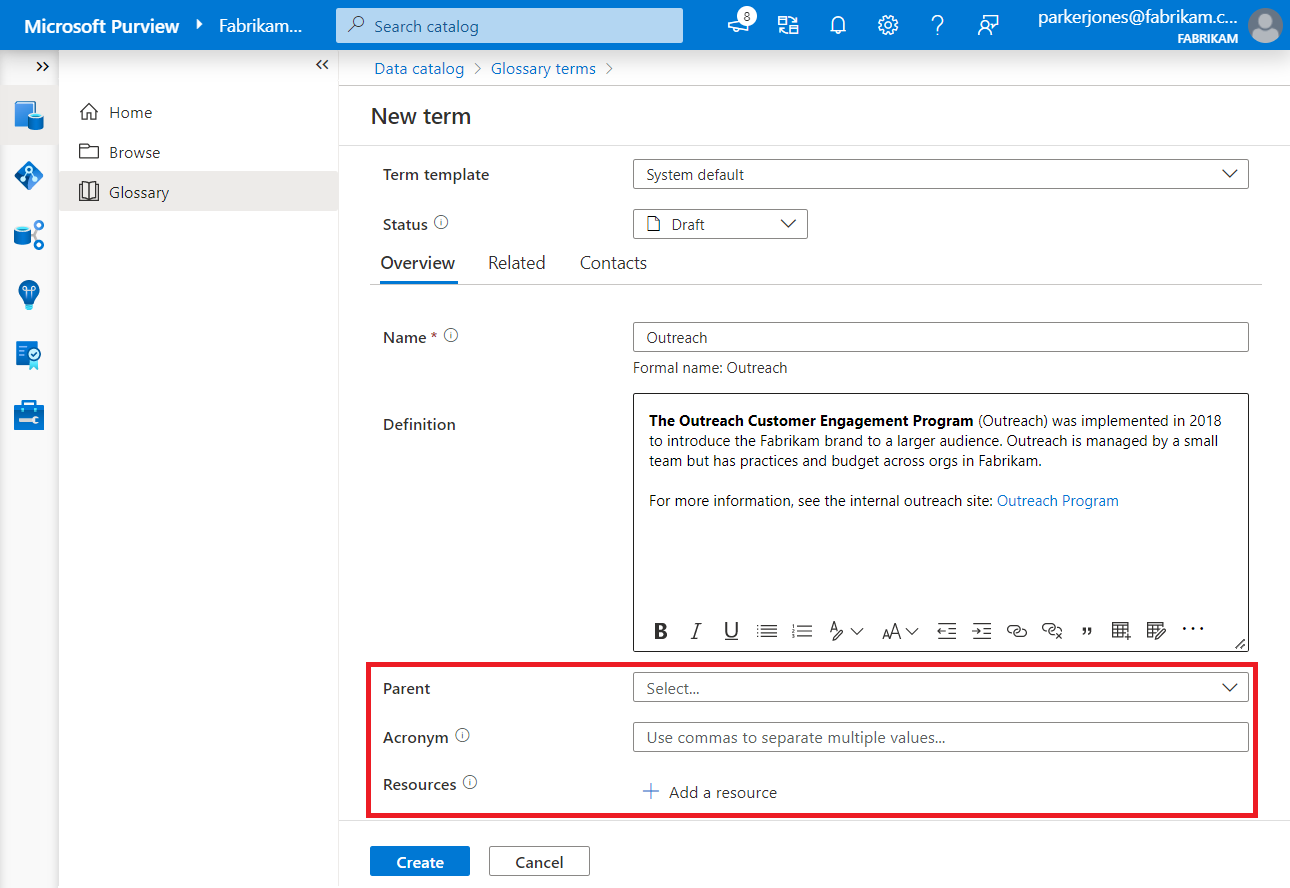 Microsoft Purview Fabrikam...
Search catalog
8
parkerjones@fabrikam.c...
FABRIKAM
Home
Browse
Glossary
Data catalog > Glossary terms >
New term
Term template System default
Status Draft
Overview Related Contacts
Name * Outreach
Formal name: Outreach
Definition
The Outreach Customer Engagement Program (Outreach) was implemented in 2018
to introduce the Fabrikam brand to a larger audience. Outreach is managed by a small
team but has practices and budget across orgs in Fabrikam.
For more information, see the internal outreach site: Outreach Program
B I U
Parent Select...
Acronym Use commas to separate multiple values...
Resources + Add a resource
Create Cancel